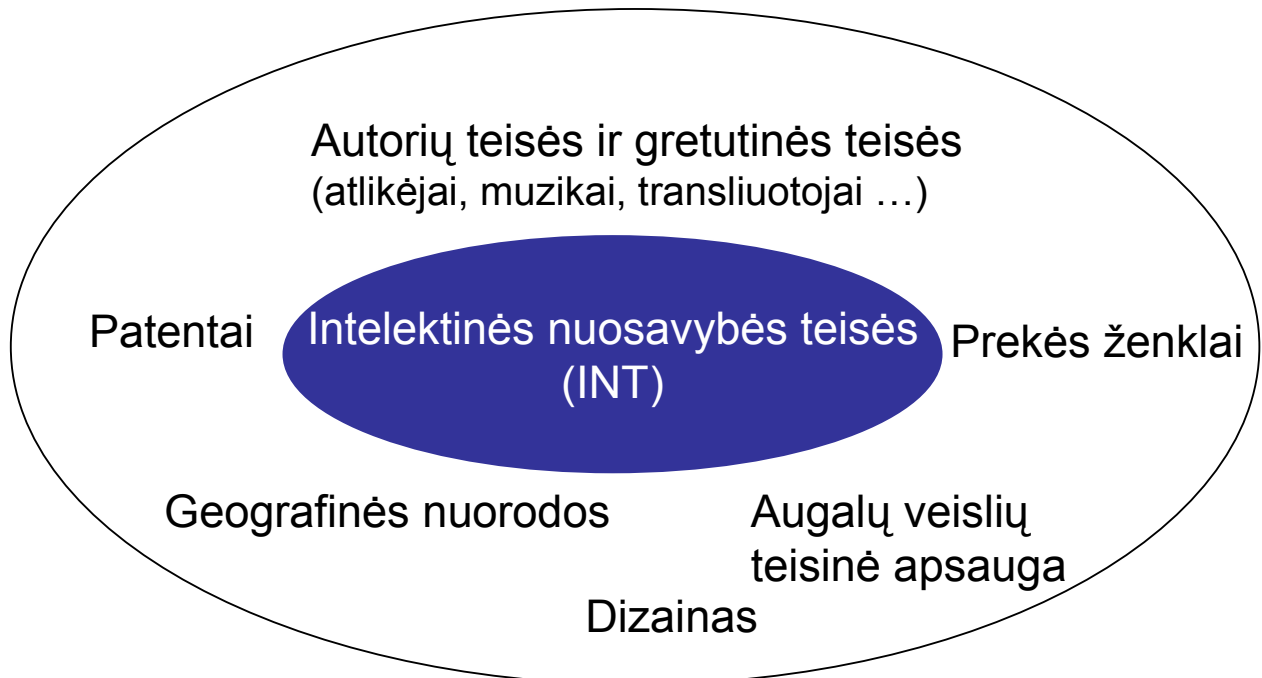 Autorių teisės ir gretutinės teisės
(atlikėjai, muzikai, transliuotojai …)
Patentai
Intelektinės nuosavybės teisės
(INT)
Prekės ženklai
Geografinės nuorodos
Augalų veislių
teisinė apsauga
Dizainas